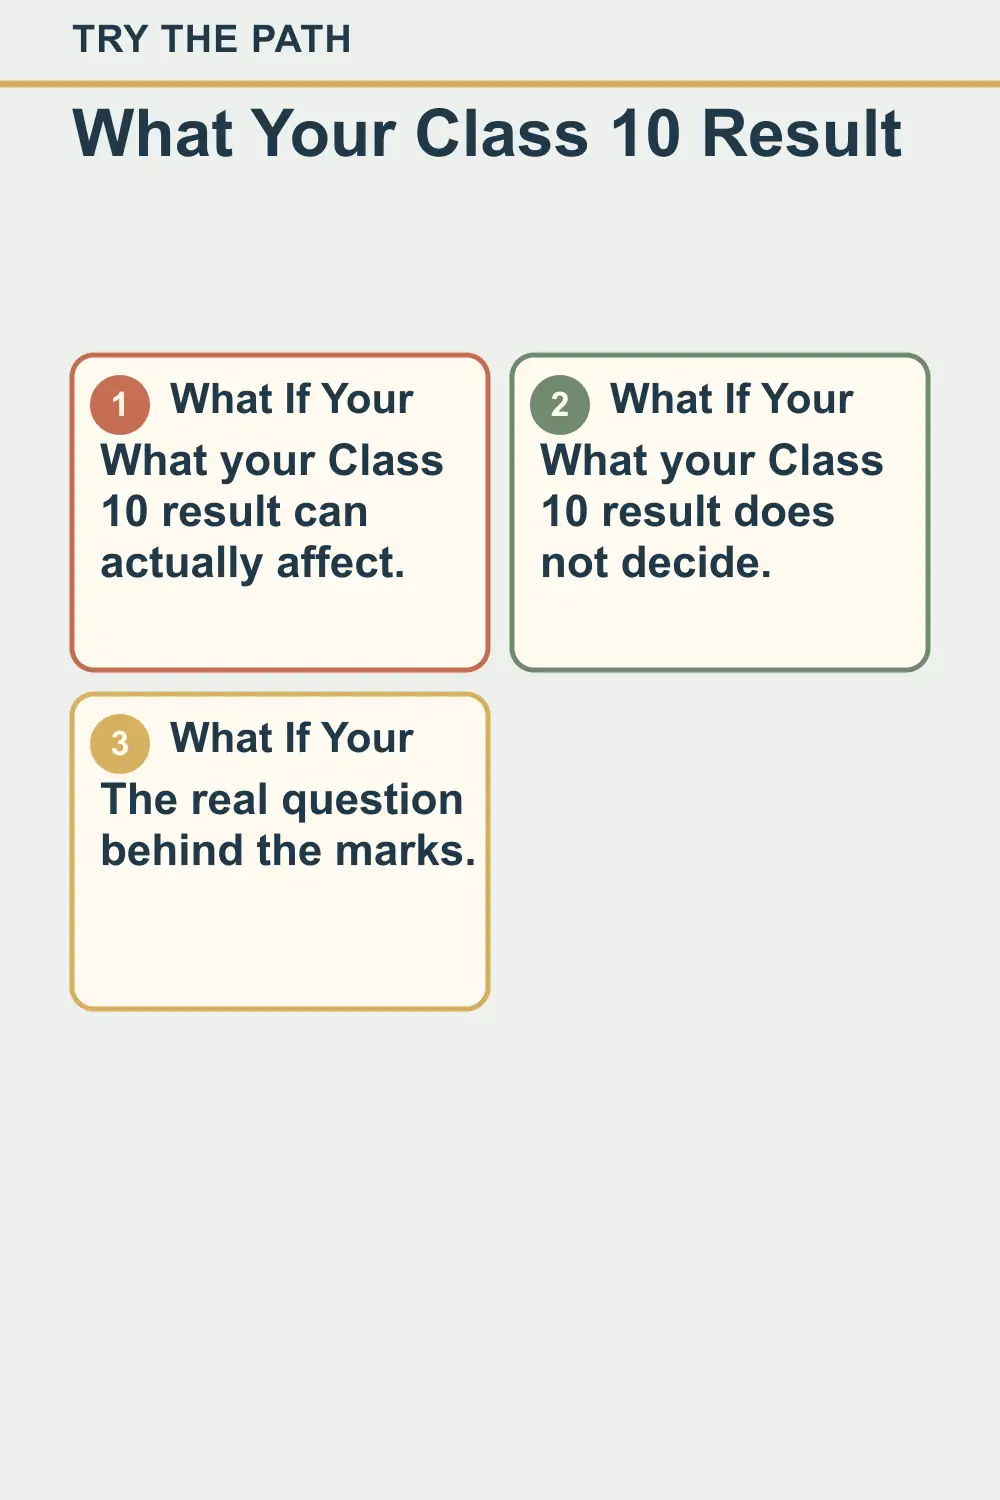 TRY THE PATH
What Your Class 10 Result
1 What If Your
What your Class
10 result can
actually affect.
2 What If Your
What your Class
10 result does
not decide.
3 What If Your
The real question
behind the marks.